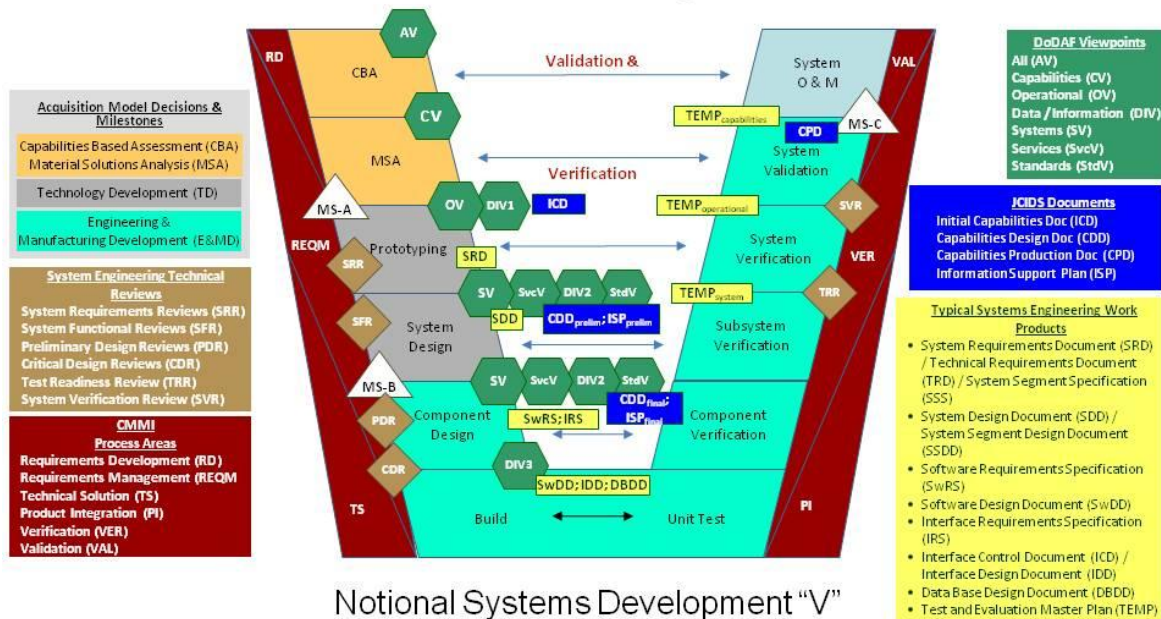 AV
RD
CBA
Validation &
System
O & M
VAL
CV
TEMPcapabilities
CPD
MS-C
MSA
System
Validation
Verification
MS-A
OV
DIV1
ICD
TEMPoperational
SVR
REQM
Prototyping
SRR
SRD
System
Verification
VER
SV
SvcV
DIV2
StdV
TEMPsystem
TRR
SFR
SDD
CDDprelim; ISPprelim
System
Design
Subsystem
Verification
MS-B
SV
SvcV
DIV2
StdV
CDDfinal;
ISPfinal
PDR
Component
Design
SwRS; IRS
Component
Verification
CDR
DIV3
SwDD; IDD; DBDD
TS
Build
Unit Test
PI
Acquisition Model Decisions &
Milestones
Capabilities Based Assessment (CBA)
Material Solutions Analysis (MSA)
Technology Development (TD)
Engineering &
Manufacturing Development (E&MD)
System Engineering Technical
Reviews
System Requirements Reviews (SRR)
System Functional Reviews (SFR)
Preliminary Design Reviews (PDR)
Critical Design Reviews (CDR)
Test Readiness Review (TRR)
System Verification Review (SVR)
CMMI
Process Areas
Requirements Development (RD)
Requirements Management (REQM
Technical Solution (TS)
Product Integration (PI)
Verification (VER)
Validation (VAL)
DoDAF Viewpoints
All (AV)
Capabilities (CV)
Operational (OV)
Data / Information (DIV)
Systems (SV)
Services (SvcV)
Standards (StdV)
JCIDS Documents
Initial Capabilities Doc (ICD)
Capabilities Design Doc (CDD)
Capabilities Production Doc (CPD)
Information Support Plan (ISP)
Typical Systems Engineering Work
Products
• System Requirements Document (SRD)
/ Technical Requirements Document
(TRD) / System Segment Specification
(SSS)
• System Design Document (SDD) /
System Segment Design Document
(SSDD)
• Software Requirements Specification
(SwRS)
• Software Design Document (SwDD)
• Interface Requirements Specification
(IRS)
• Interface Control Document (ICD) /
Interface Design Document (IDD)
• Data Base Design Document (DBDD)
• Test and Evaluation Master Plan (TEMP)
Notional Systems Development “V”